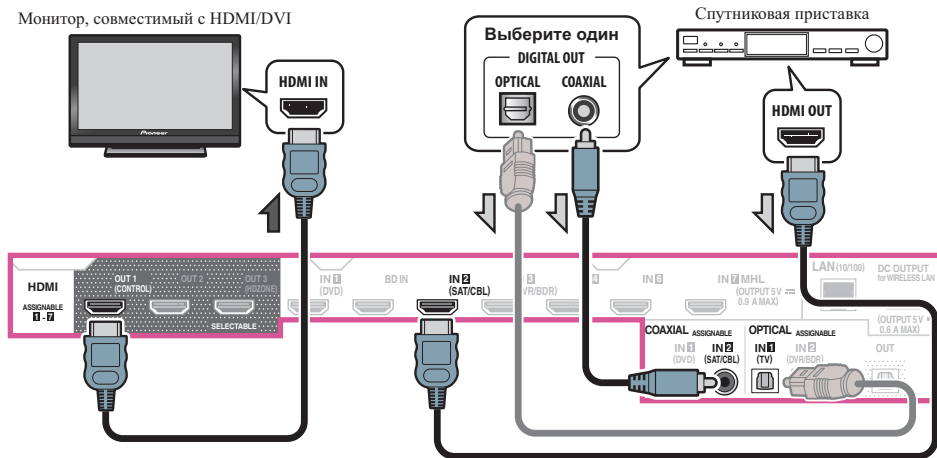 Монитор, совместимый с HDMI/DVI
Спутниковая приставка
Выберите один
DIGITAL OUT
OPTICAL COAXIAL
HDMI IN
HDMI OUT
Pioneer
HDMI
ASSIGNABLE
1 - 7
OUT 1
(CONTROL)
OUT 2
OUT 3
(HDZONE)
SELECTABLE
IN 1
(DVD)
BD IN
IN 2
(SAT/CBL)
3
VR/BDR)
4
IN 6
IN 7 MHL
(OUTPUT 5 V
0.9 A MAX)
LAN (10/100)
DC OUTPUT
for WIRELESS LAN
(OUTPUT 5 V
0.6 A MAX)
COAXIAL ASSIGNABLE
IN 1
(DVD)
IN 2
(SAT/CBL)
OPTICAL ASSIGNABLE
IN 1
(TV)
IN 2
(DVR/BDR)
OUT